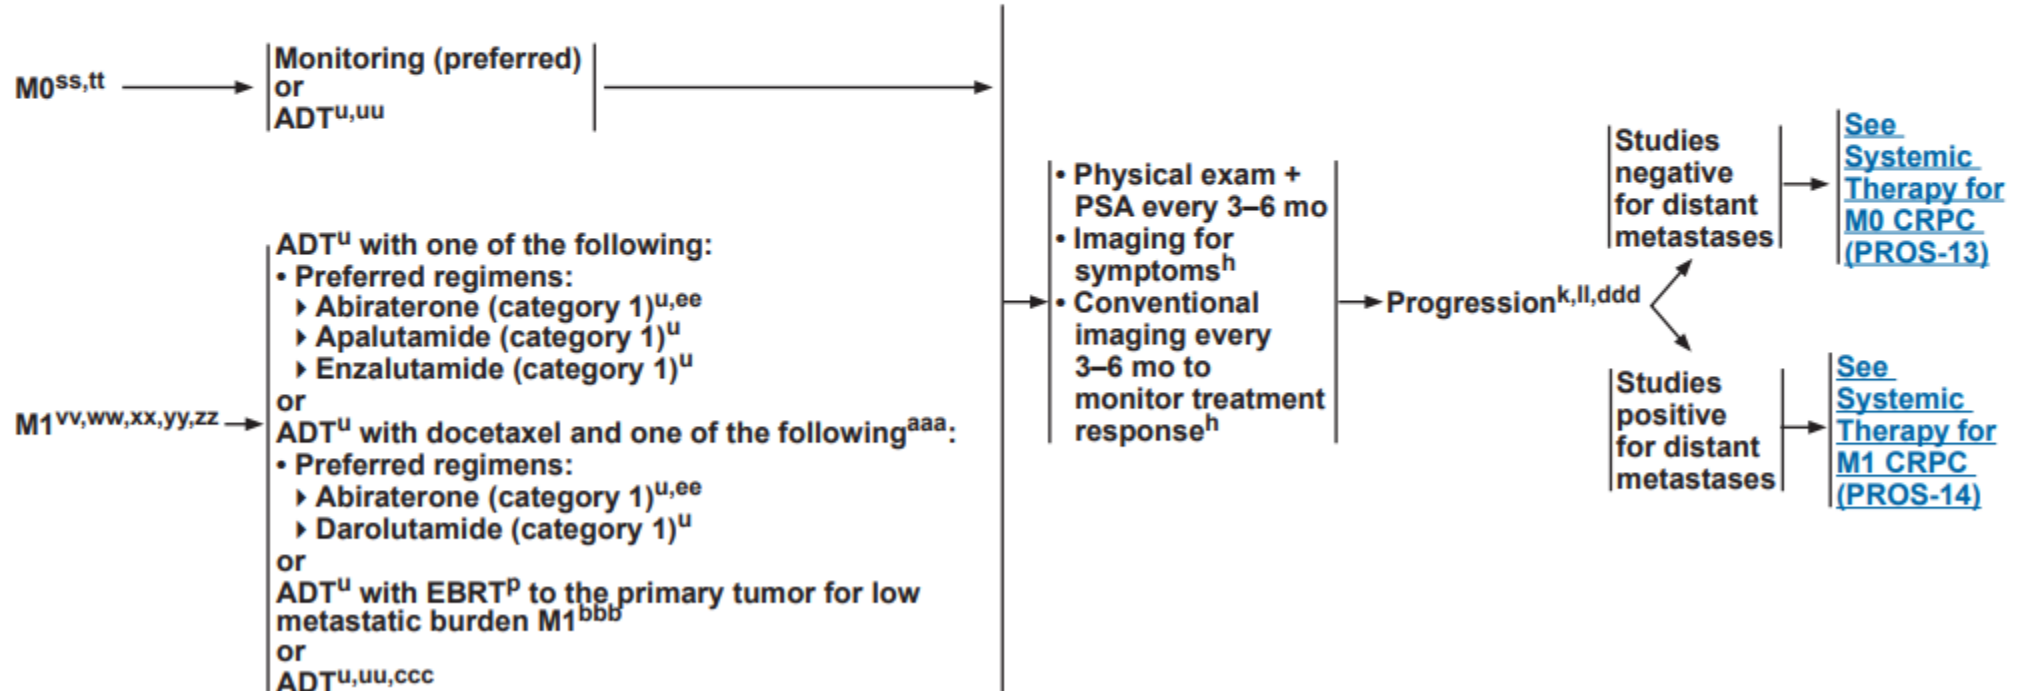 M0ss,tt
Monitoring (preferred)
or
ADTu,uu
M1vv,ww,xx,yy,zz
ADTu with one of the following:
• Preferred regimens:
▸ Abiraterone (category 1)u,ee
▸ Apalutamide (category 1)u
▸ Enzalutamide (category 1)u
or
ADTu with docetaxel and one of the followingaaa:
• Preferred regimens:
▸ Abiraterone (category 1)u,ee
▸ Darolutamide (category 1)u
or
ADTu with EBRTp to the primary tumor for low
metastatic burden M1bbb
or
ADTu,uu,ccc
• Physical exam +
PSA every 3–6 mo
• Imaging for
symptomsh
• Conventional
imaging every
3–6 mo to
monitor treatment
responseh
Progressionk,ll,ddd
Studies
negative
for distant
metastases
See
Systemic
Therapy for
M0 CRPC
(PROS-13)
Studies
positive
for distant
metastases
See
Systemic
Therapy for
M1 CRPC
(PROS-14)